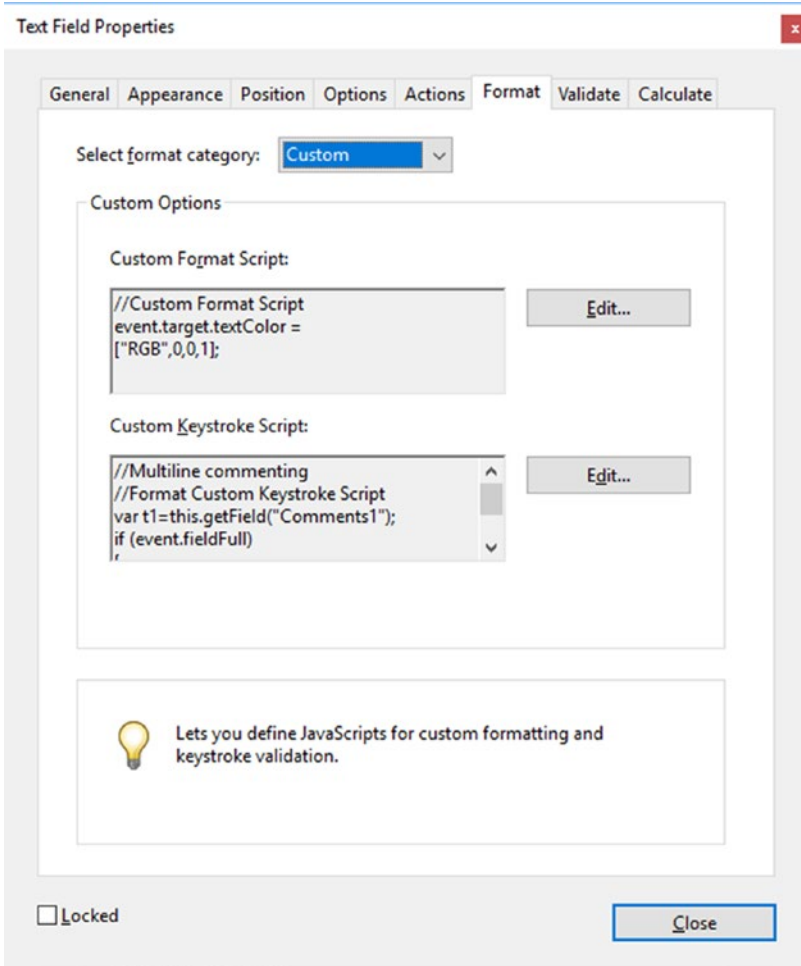 Text Field Properties
x
General Appearance Position Options Actions Format Validate Calculate
Select format category: Custom
Custom Options
Custom Format Script:
//Custom Format Script
event.target.textColor =
["RGB",0,0,1];
Edit...
Custom Keystroke Script:
//Multiline commenting
//Format Custom Keystroke Script
var t1=this.getField("Comments1");
if (event.fieldFull)
Edit...
Lets you define JavaScripts for custom formatting and
keystroke validation.
Locked
Close